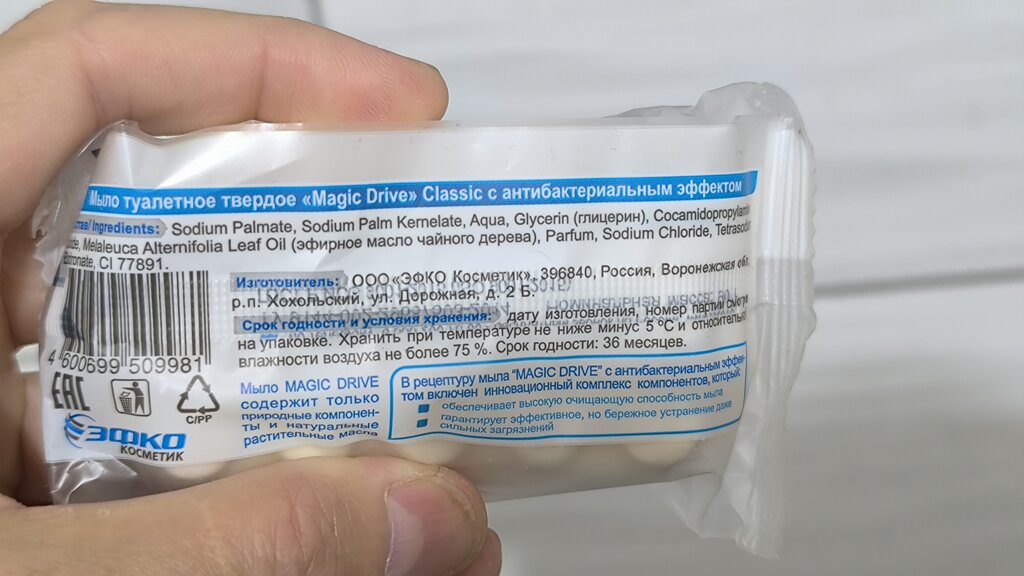 Мыло туалетное твердое «Magic Drive» Classic с антибактериальным эффектом
Ingredients: Sodium Palmate, Sodium Palm Kernelate, Aqua, Glycerin (глицерин), Cocamidopropylamine
Melaleuca Alternifolia Leaf Oil (эфирное масло чайного дерева), Parfum, Sodium Chloride,
CI 77891.
Изготовитель: ООО«ЭФКО Косметик», 396840, Россия, Воронежская обл.
р.п. Хохольский, ул. Дорожная, д. 2 В.
Срок годности и условия хранения: дату изготовления, номер партии смотри
на упаковке. Хранить при температуре не ниже минус 5 °С и относительной
влажности воздуха не более 75 %. Срок годности: 36 месяцев.
4 600699 509981
EAC
C/PP
ЭФКО
КОСМЕТИК
Мыло MAGIC DRIVE
содержит только
природные компонен-
ты и натуральные
растительные масла
В рецептуру мыла "MAGIC DRIVE" с антибактериальным эффек-
том включен инновационный комплекс компонентов, который:
обеспечивает высокую очищающую способность мыла
гарантирует эффективное, но бережное устранение даже
сильных загрязнений